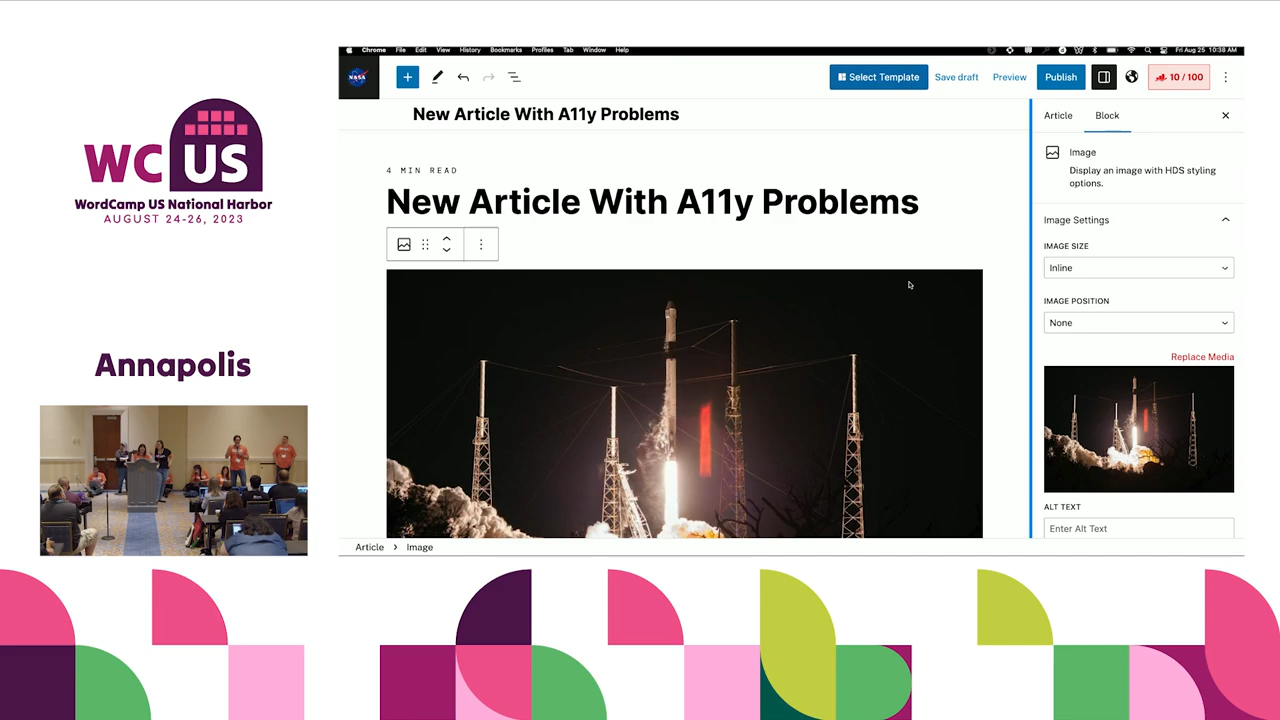 WC US
WordCamp US National Harbor
AUGUST 24-26, 2023
Annapolis
Chrome File Edit View History Bookmarks Profiles Tab Window Help
Fri Aug 25 10:38 AM
NASA
Select Template
Save draft
Preview
Publish
10 / 100
New Article With A11y Problems
4 MIN READ
New Article With A11y Problems
Article Block
Image
Display an image with HDS styling
options.
Image Settings
IMAGE SIZE
Inline
IMAGE POSITION
None
Replace Media
ALT TEXT
Enter Alt Text
Article > Image